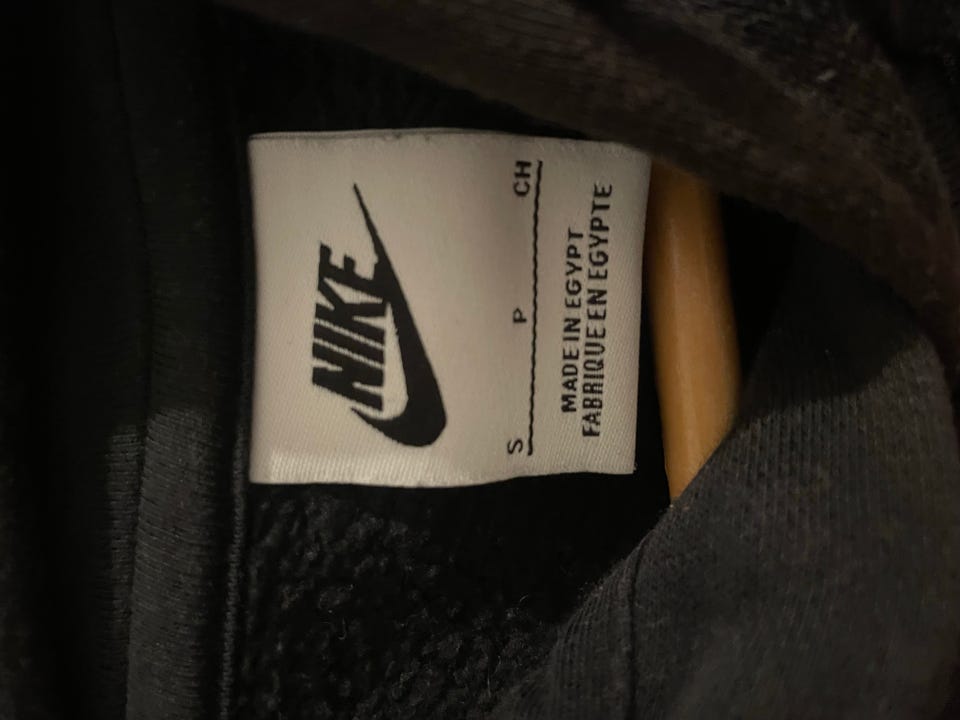 NIKE
S P CH
MADE IN EGYPT
FABRIQUE EN EGYPTE